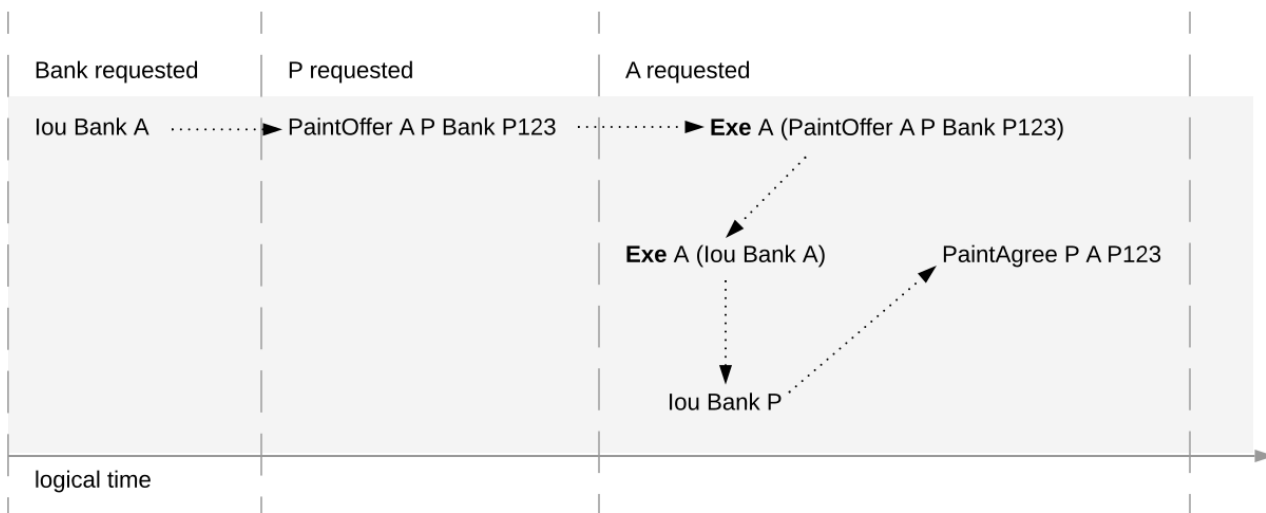 Bank requested
P requested
A requested
Iou Bank A
PaintOffer A P Bank P123
Exe A (PaintOffer A P Bank P123)
Exe A (Iou Bank A)
PaintAgree P A P123
Iou Bank P
logical time